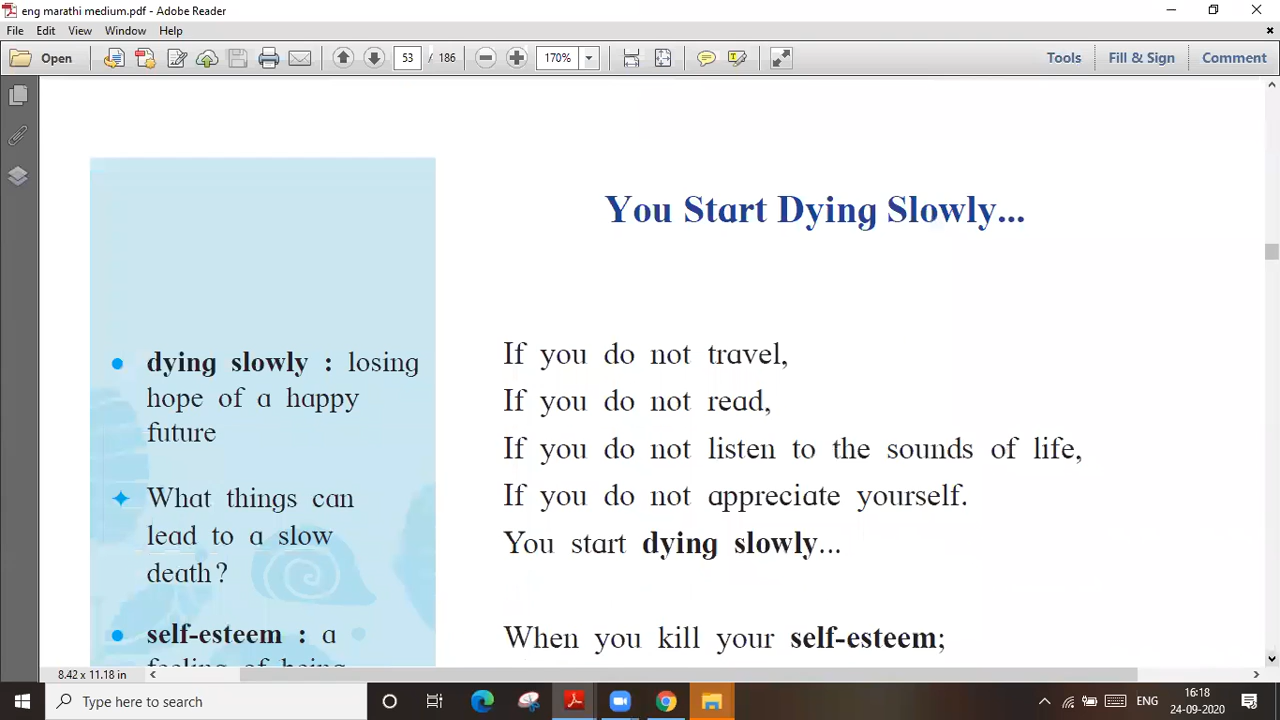 eng marathi medium.pdf - Adobe Reader
File Edit View Window Help
Open 53 / 186 170% Tools Fill & Sign Comment
You Start Dying Slowly...
dying slowly : losing
hope of a happy
future
What things can
lead to a slow
death?
self-esteem : a
feeling of being
If you do not travel,
If you do not read,
If you do not listen to the sounds of life,
If you do not appreciate yourself.
You start dying slowly...
When you kill your self-esteem;
8.42 x 11.18 in
Type here to search
ENG
16:18
24-09-2020